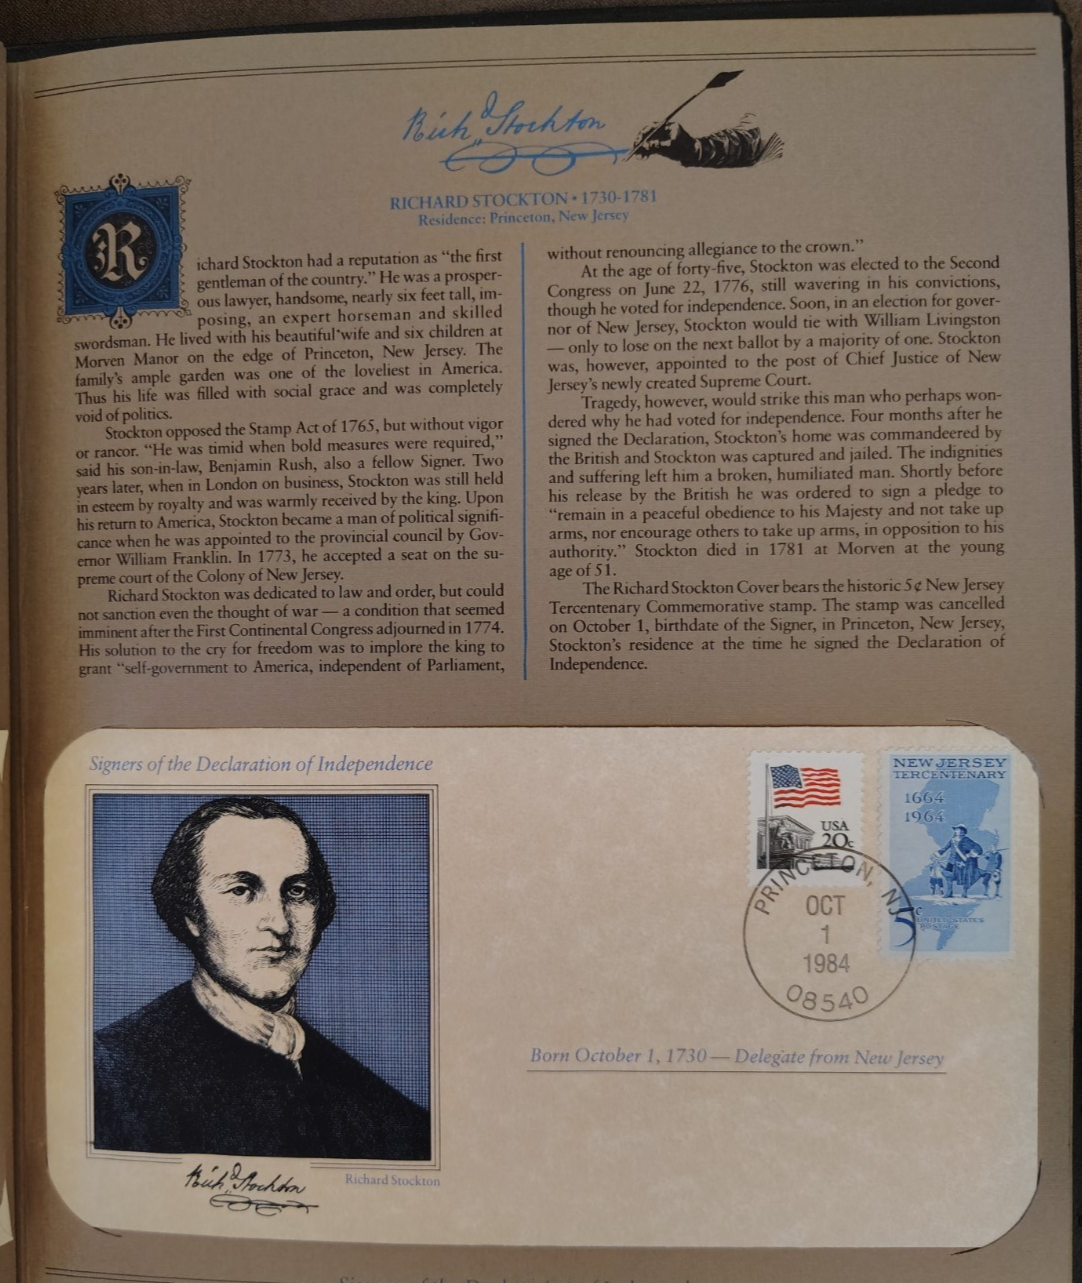 Rich^d Stockton
RICHARD STOCKTON • 1730-1781
Residence: Princeton, New Jersey
Richard Stockton had a reputation as “the first
gentleman of the country.” He was a prosper-
ous lawyer, handsome, nearly six feet tall, im-
posing, an expert horseman and skilled
swordsman. He lived with his beautiful wife and six children at
Morven Manor on the edge of Princeton, New Jersey. The
family’s ample garden was one of the loveliest in America.
Thus his life was filled with social grace and was completely
void of politics.
Stockton opposed the Stamp Act of 1765, but without vigor
or rancor. “He was timid when bold measures were required,”
said his son-in-law, Benjamin Rush, also a fellow Signer. Two
years later, when in London on business, Stockton was still held
in esteem by royalty and was warmly received by the king. Upon
his return to America, Stockton became a man of political signifi-
cance when he was appointed to the provincial council by Gov-
ernor William Franklin. In 1773, he accepted a seat on the su-
preme court of the Colony of New Jersey.
Richard Stockton was dedicated to law and order, but could
not sanction even the thought of war — a condition that seemed
imminent after the First Continental Congress adjourned in 1774.
His solution to the cry for freedom was to implore the king to
grant “self-government to America, independent of Parliament,
without renouncing allegiance to the crown.”
At the age of forty-five, Stockton was elected to the Second
Congress on June 22, 1776, still wavering in his convictions,
though he voted for independence. Soon, in an election for gover-
nor of New Jersey, Stockton would tie with William Livingston
— only to lose on the next ballot by a majority of one. Stockton
was, however, appointed to the post of Chief Justice of New
Jersey’s newly created Supreme Court.
Tragedy, however, would strike this man who perhaps won-
dered why he had voted for independence. Four months after he
signed the Declaration, Stockton’s home was commandeered by
the British and Stockton was captured and jailed. The indignities
and suffering left him a broken, humiliated man. Shortly before
his release by the British he was ordered to sign a pledge to
“remain in a peaceful obedience to his Majesty and not take up
arms, nor encourage others to take up arms, in opposition to his
authority.” Stockton died in 1781 at Morven at the young
age of 51.
The Richard Stockton Cover bears the historic 5¢ New Jersey
Tercentenary Commemorative stamp. The stamp was cancelled
on October 1, birthdate of the Signer, in Princeton, New Jersey,
Stockton’s residence at the time he signed the Declaration of
Independence.
Signers of the Declaration of Independence
USA
20c
NEW JERSEY
TERCENTENARY
1664
1964
5c
UNITED STATES
POSTAGE
PRINCETON, NJ
OCT
1
1984
08540
Born October 1, 1730 — Delegate from New Jersey
Rich^d Stockton
Richard Stockton